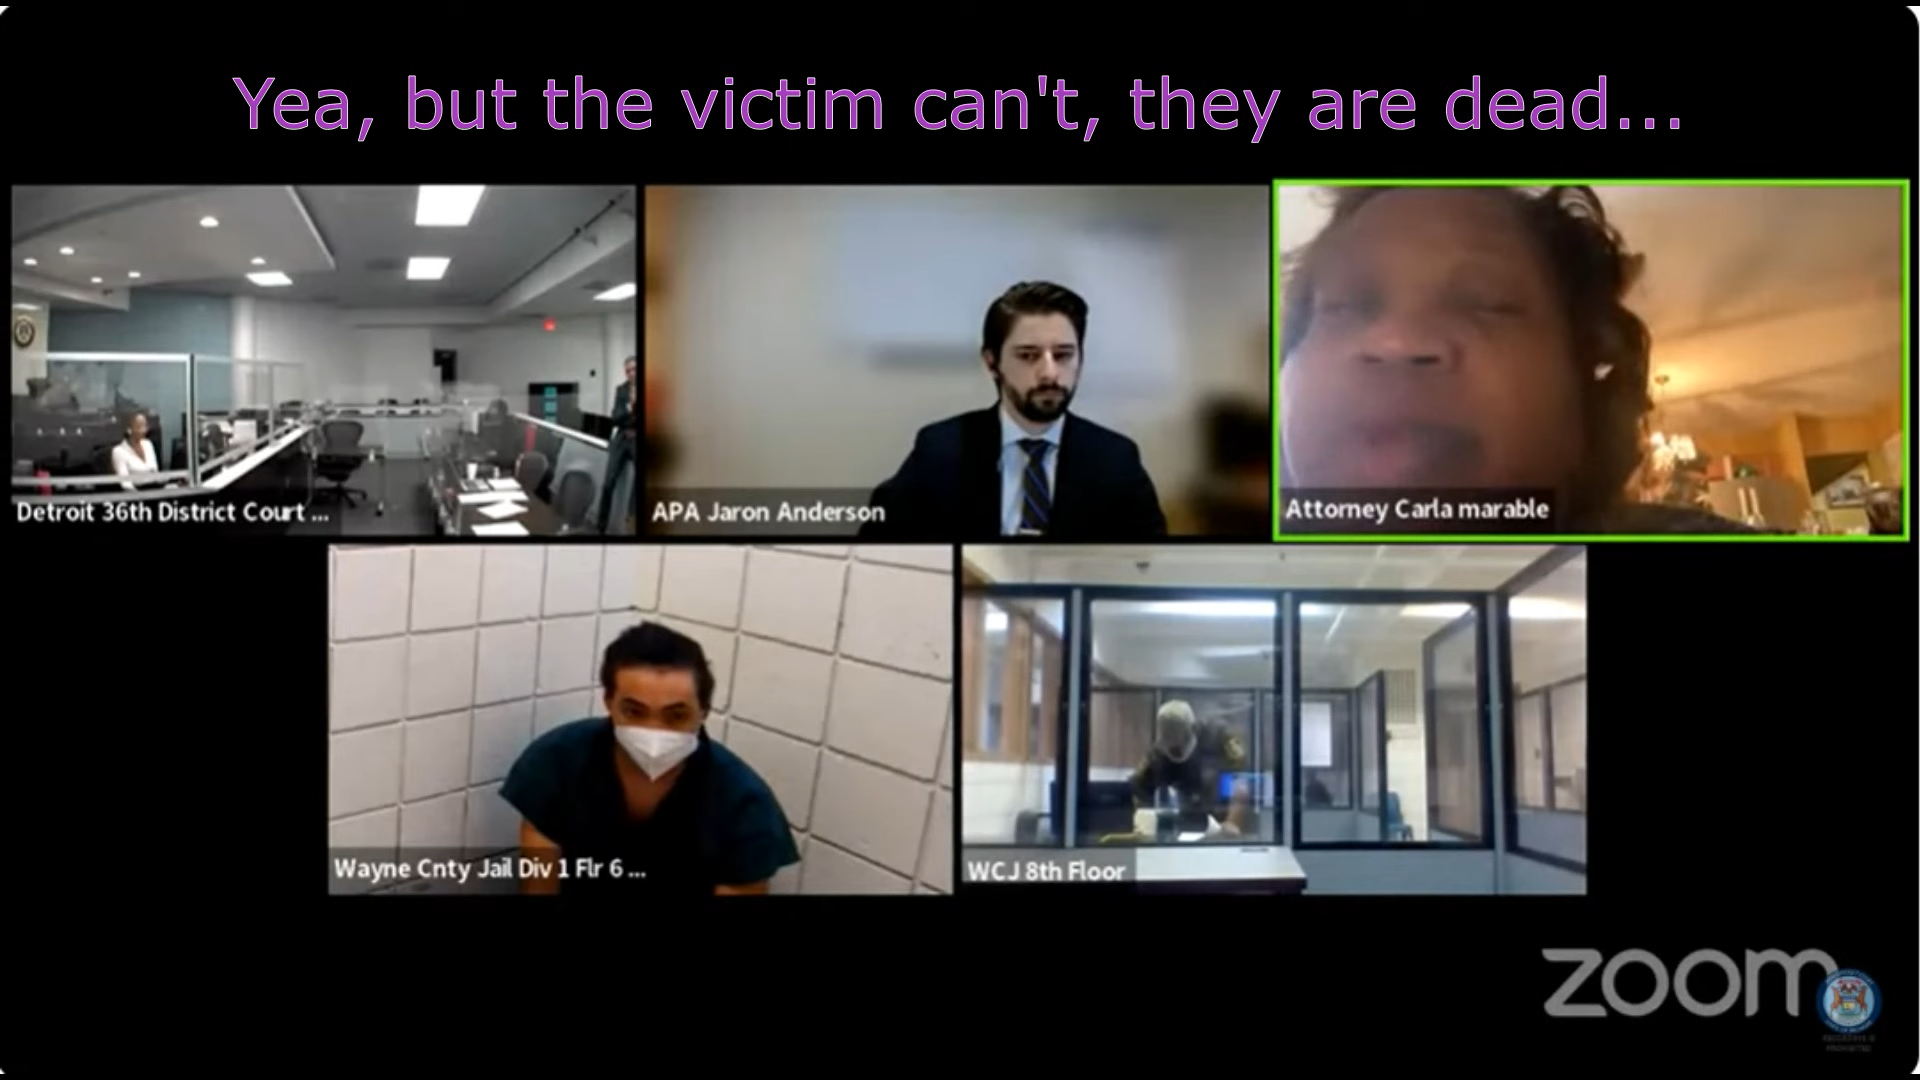 Yea, but the victim can't, they are dead...
Detroit 36th District Court ...
APA Jaron Anderson
Attorney Carla marable
Wayne Cnty Jail Div 1 Flr 6 ...
WCJ 8th Floor
zoom